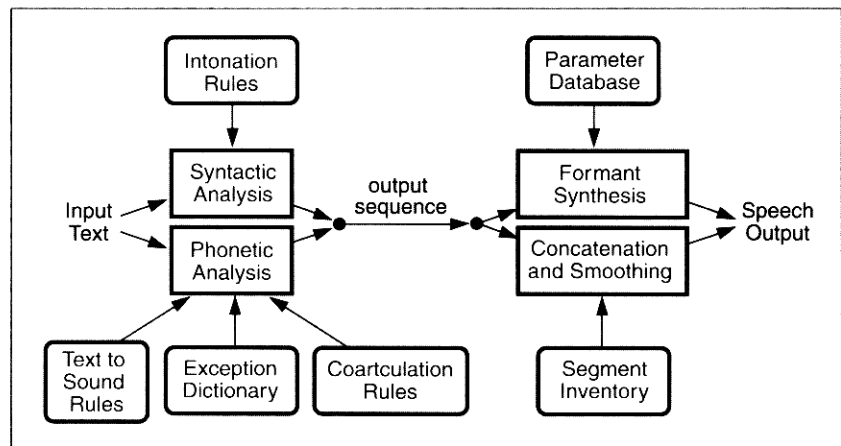 Intonation
Rules
Parameter
Database
Syntactic
Analysis
Formant
Synthesis
Input
Text
output
sequence
Speech
Output
Phonetic
Analysis
Concatenation
and Smoothing
Text to
Sound
Rules
Exception
Dictionary
Coartculation
Rules
Segment
Inventory